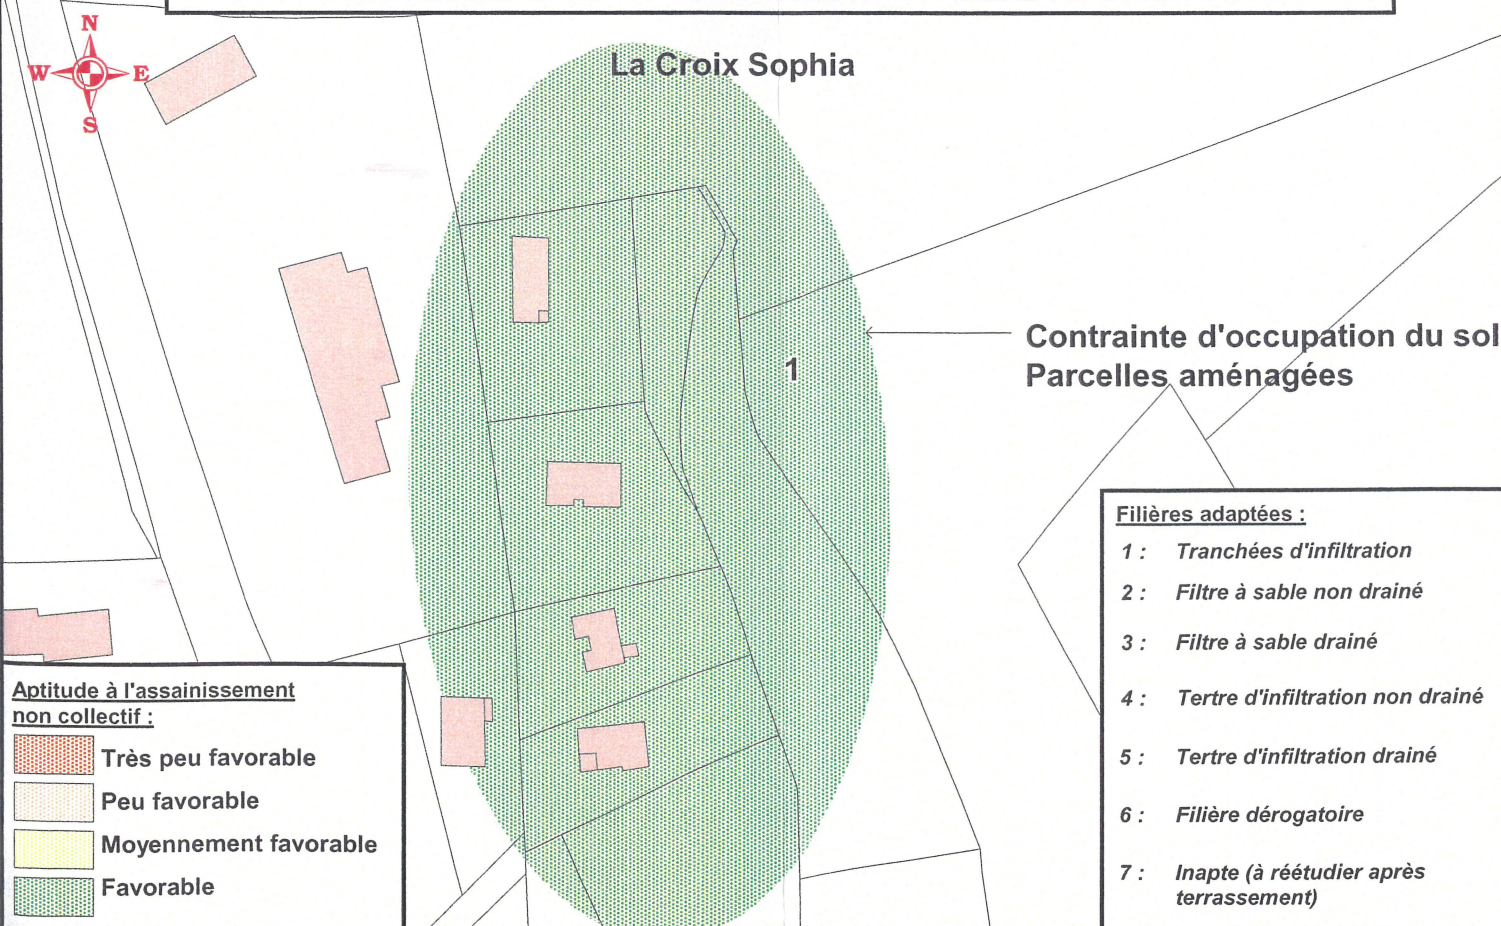 N
W E
S
La Croix Sophia
1
Contrainte d'occupation du sol
Parcelles aménagées
Filières adaptées :
1 : Tranchées d'infiltration
2 : Filtre à sable non drainé
3 : Filtre à sable drainé
4 : Tertre d'infiltration non drainé
5 : Tertre d'infiltration drainé
6 : Filière dérogatoire
7 : Inapte (à réétudier après
terrassement)
Aptitude à l'assainissement
non collectif :
Très peu favorable
Peu favorable
Moyennement favorable
Favorable